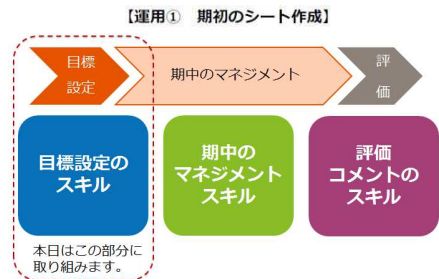 【運用①　期初のシート作成】
目標
設定
期中のマネジメント
評
価
目標設定の
スキル
期中の
マネジメント
スキル
評価
コメントの
スキル
本日はこの部分に
取り組みます。